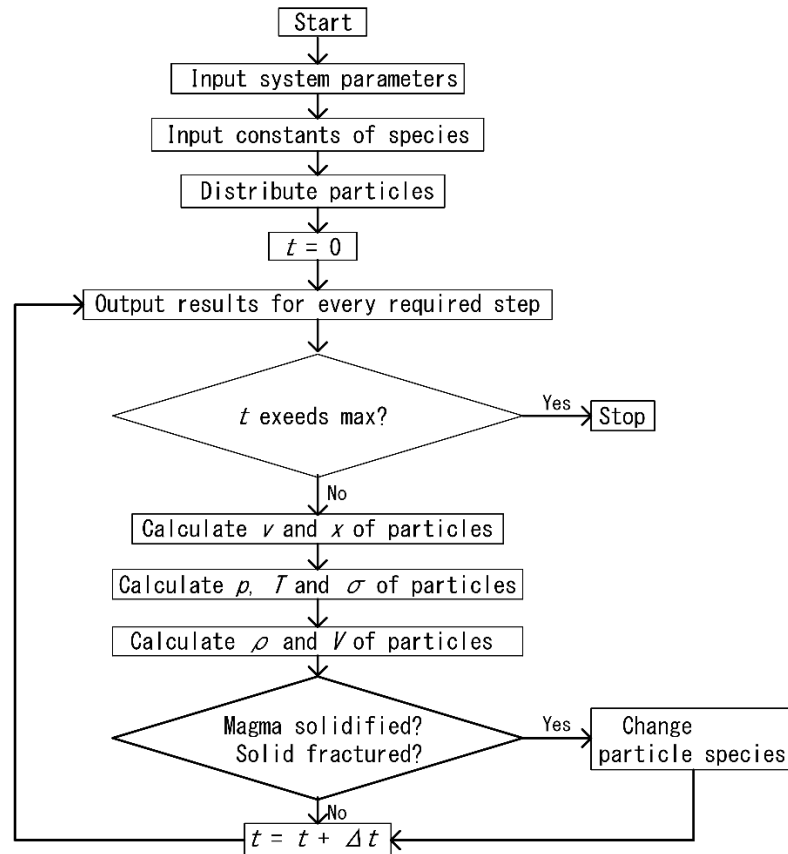 Start
Input system parameters
Input constants of species
Distribute particles
t = 0
Output results for every required step
t exeeds max?
Yes
Stop
No
Calculate v and x of particles
Calculate p, T and σ of particles
Calculate ρ and V of particles
Magma solidified?
Solid fractured?
Yes
Change
particle species
No
t = t + Δt